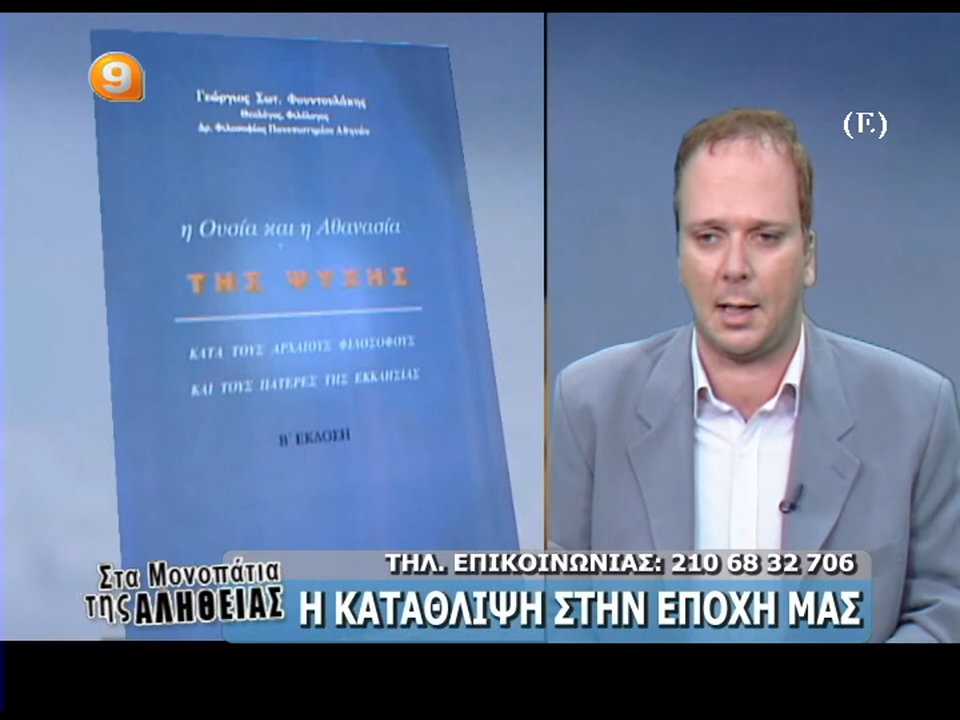 9
Γεώργιος Σωτ. Φουντουλάκης
Θεολόγος, Φιλόλογος
Δρ. Φιλοσοφίας Πανεπιστημίου Αθηνών
(E)
η Ουσία και η Αθανασία
ΤΗΣ ΨΥΧΗΣ
ΚΑΤΑ ΤΟΥΣ ΑΡΧΑΙΟΥΣ ΦΙΛΟΣΟΦΟΥΣ
ΚΑΙ ΤΟΥΣ ΠΑΤΕΡΕΣ ΤΗΣ ΕΚΚΛΗΣΙΑΣ
Β΄ ΕΚΔΟΣΗ
ΤΗΛ. ΕΠΙΚΟΙΝΩΝΙΑΣ: 210 68 32 706
Στα Μονοπάτια
της ΑΛΗΘΕΙΑΣ
Η ΚΑΤΑΘΛΙΨΗ ΣΤΗΝ ΕΠΟΧΗ ΜΑΣ